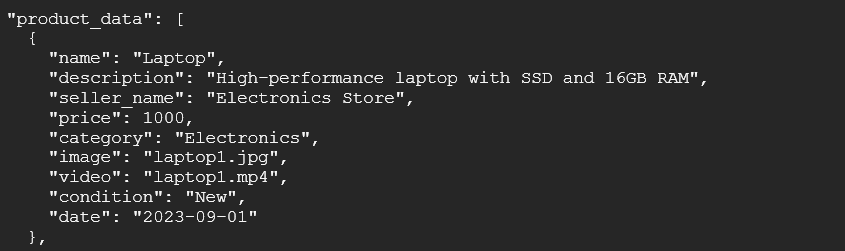 "product_data": [
{
"name": "Laptop",
"description": "High-performance laptop with SSD and 16GB RAM",
"seller_name": "Electronics Store",
"price": 1000,
"category": "Electronics",
"image": "laptop1.jpg",
"video": "laptop1.mp4",
"condition": "New",
"date": "2023-09-01"
},